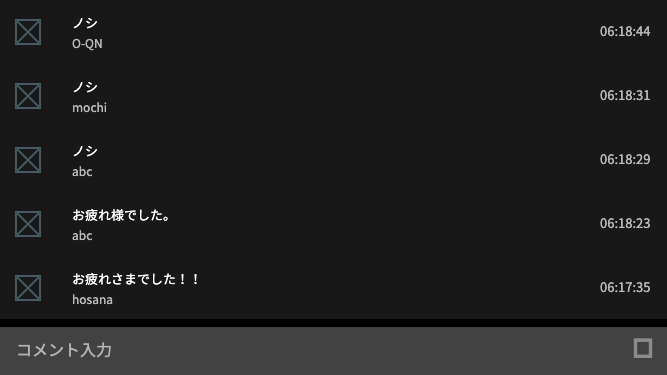 ノシ
O-QN
06:18:44
ノシ
mochi
06:18:31
ノシ
abc
06:18:29
お疲れ様でした。
abc
06:18:23
お疲れさまでした！！
hosana
06:17:35
コメント入力